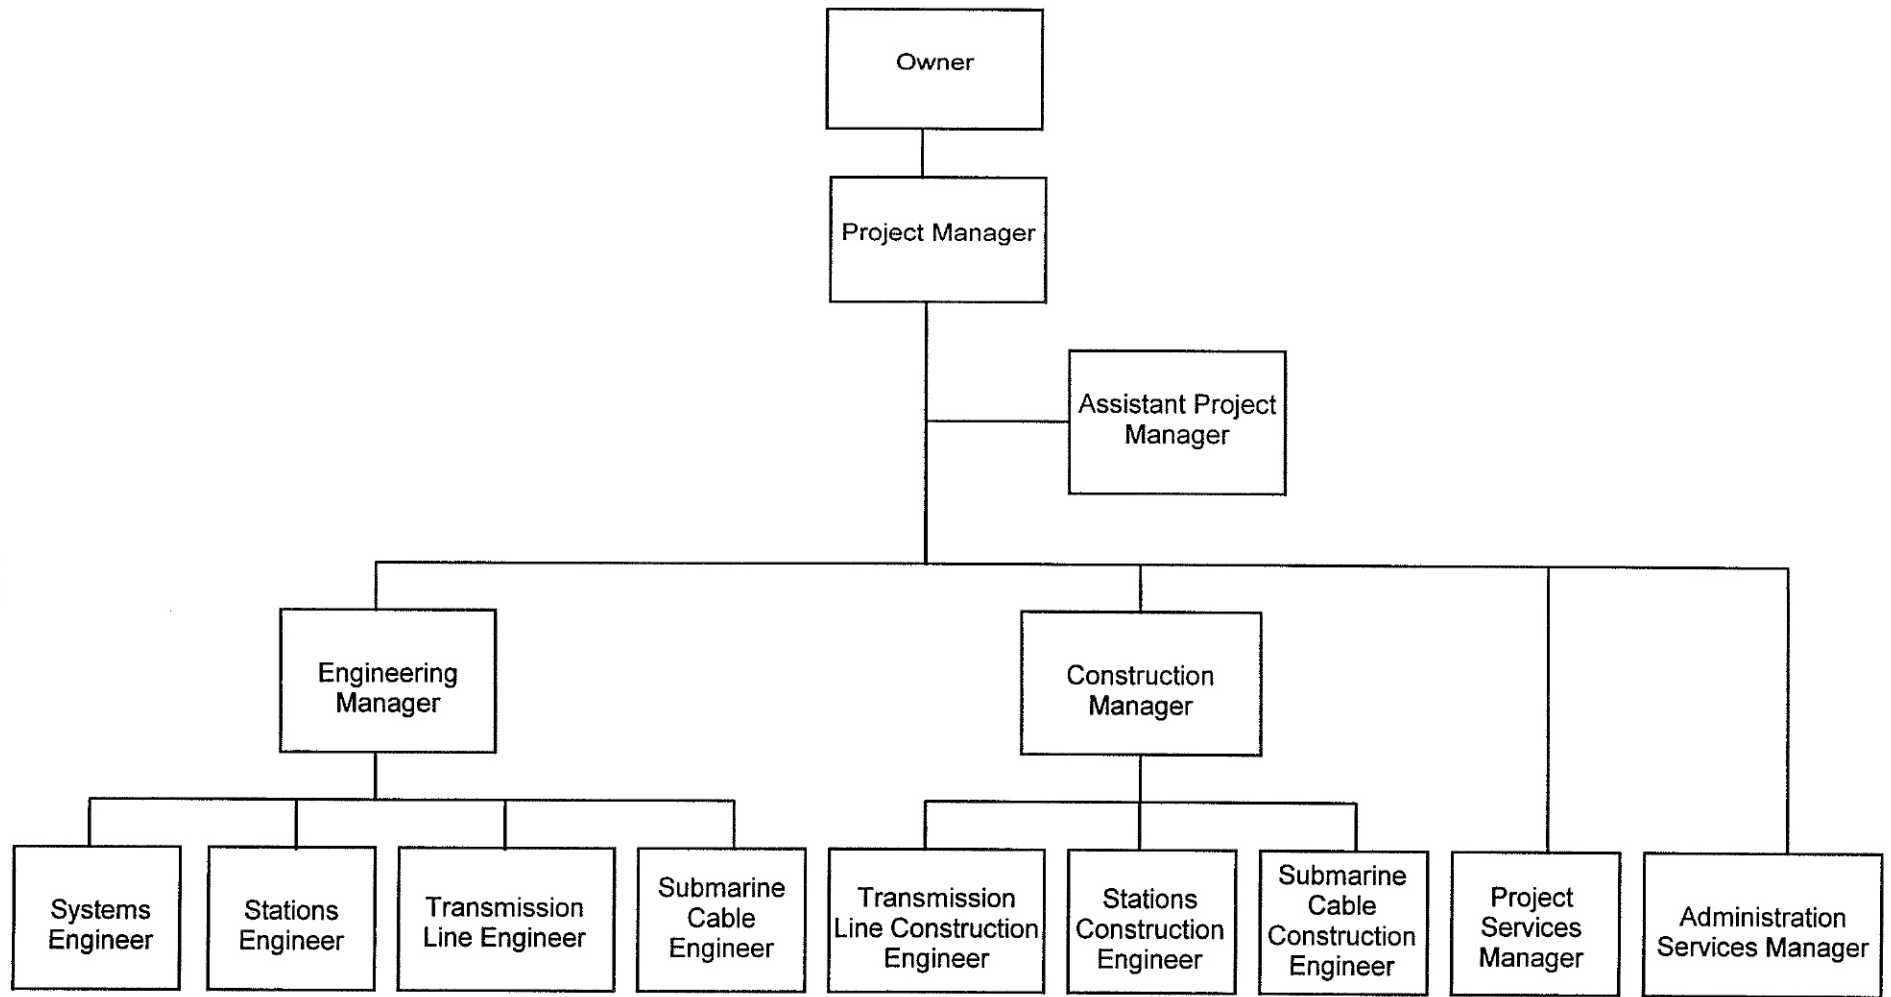 Owner
Project Manager
Assistant Project
Manager
Engineering
Manager
Construction
Manager
Systems
Engineer
Stations
Engineer
Transmission
Line Engineer
Submarine
Cable
Engineer
Transmission
Line Construction
Engineer
Stations
Construction
Engineer
Submarine
Cable
Construction
Engineer
Project
Services
Manager
Administration
Services Manager